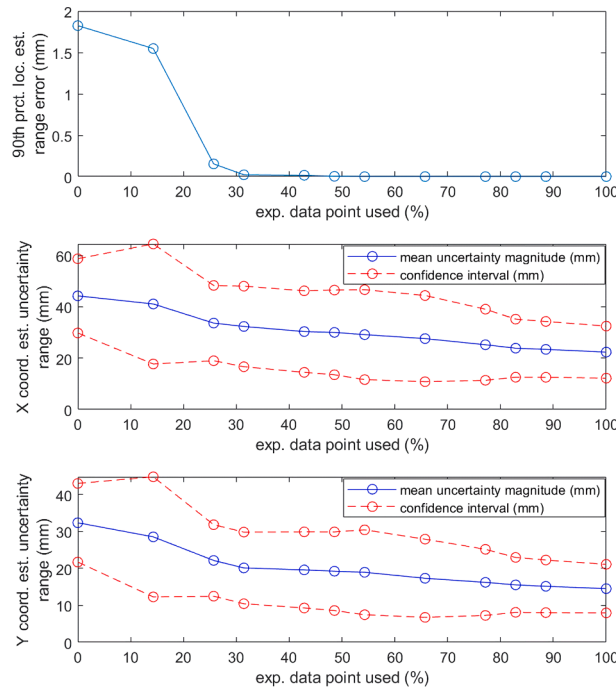 90th prct. loc. est.
range error (mm)
2
1.5
1
0.5
0
0 10 20 30 40 50 60 70 80 90 100
exp. data point used (%)
X coord. est. uncertainty
range (mm)
60
40
20
0
mean uncertainty magnitude (mm)
confidence interval (mm)
0 10 20 30 40 50 60 70 80 90 100
exp. data point used (%)
Y coord. est. uncertainty
range (mm)
40
30
20
10
0
mean uncertainty magnitude (mm)
confidence interval (mm)
0 10 20 30 40 50 60 70 80 90 100
exp. data point used (%)